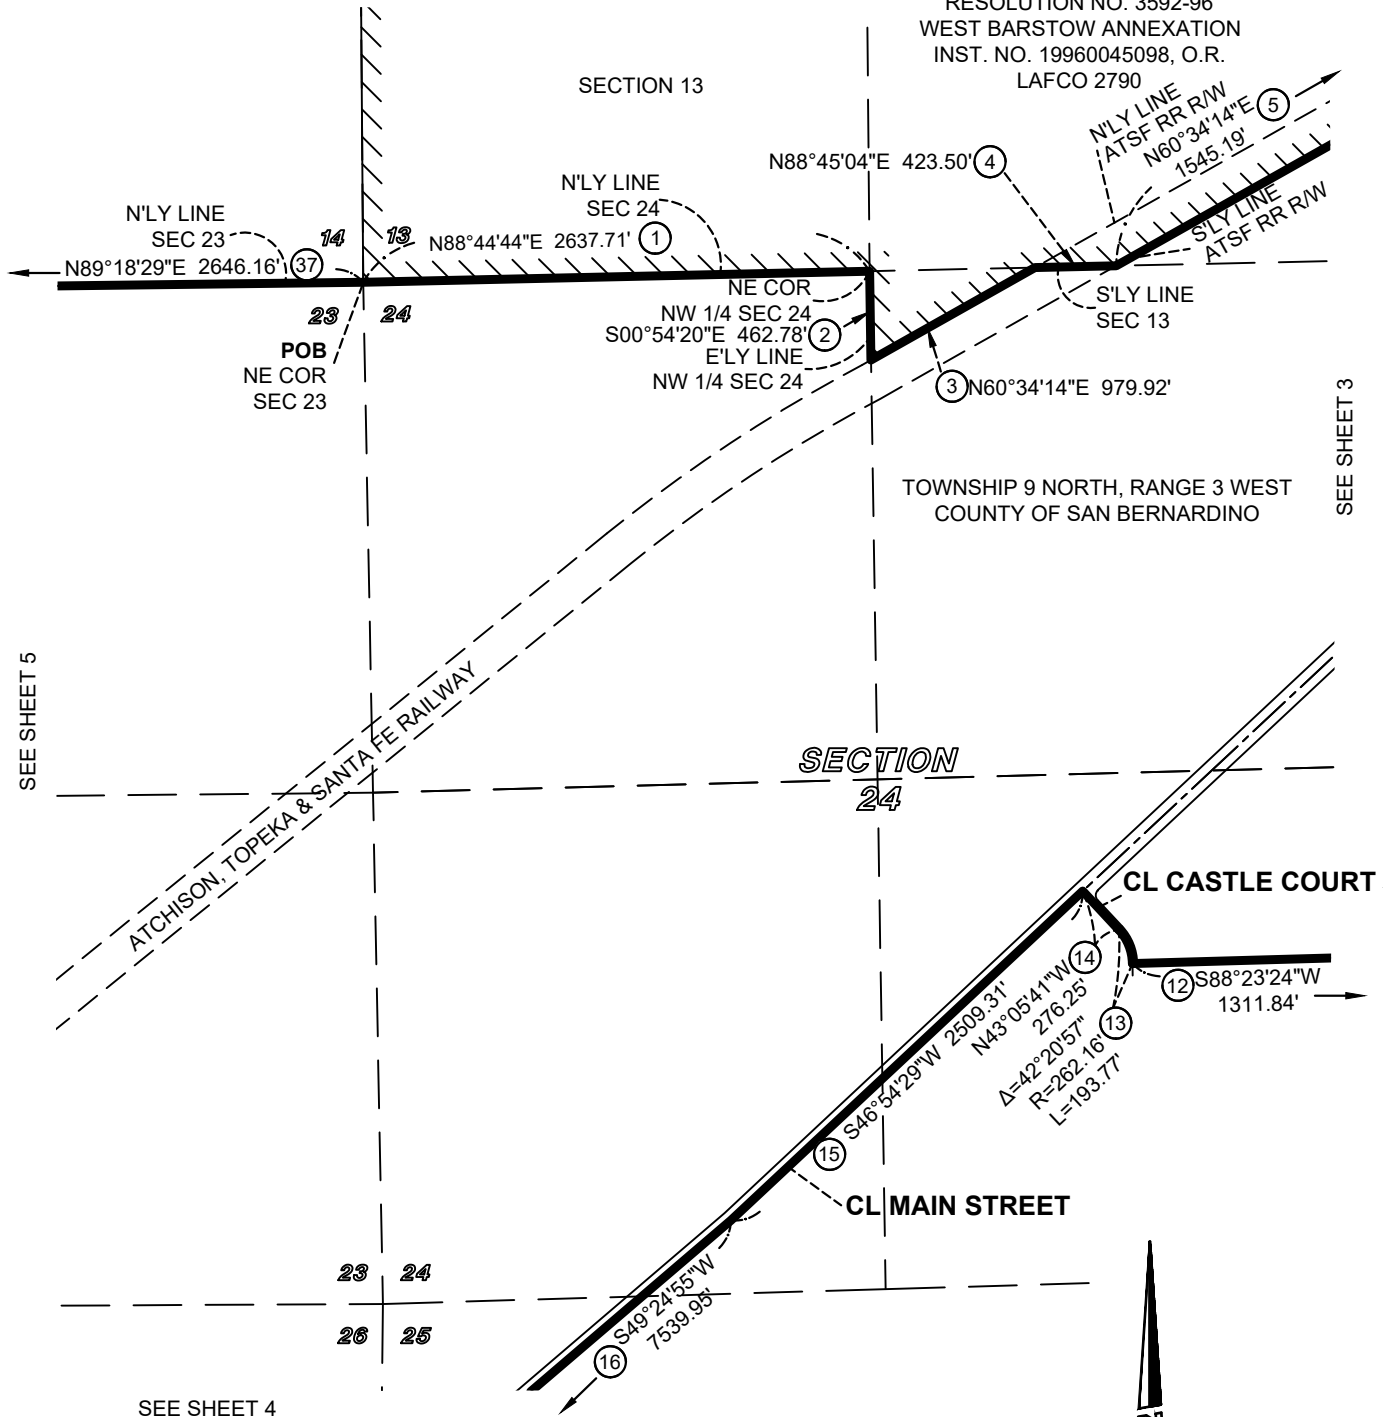 RESOLUTION NO. 3592-96
WEST BARSTOW ANNEXATION
INST. NO. 19960045098, O.R.
LAFCO 2790
SECTION 13
N'LY LINE
ATSF RR R/W
N60°34'14"E 5
1545.19'
N88°45'04"E 423.50' 4
N'LY LINE
SEC 24
N'LY LINE
SEC 23
14 13
N88°44'44"E 2637.71' 1
S'LY LINE
ATSF RR R/W
N89°18'29"E 2646.16' 37
23 24
NE COR
NW 1/4 SEC 24
S'LY LINE
SEC 13
S00°54'20"E 462.78' 2
E'LY LINE
NW 1/4 SEC 24
POB
NE COR
SEC 23
3 N60°34'14"E 979.92'
SEE SHEET 3
TOWNSHIP 9 NORTH, RANGE 3 WEST
COUNTY OF SAN BERNARDINO
SEE SHEET 5
ATCHISON, TOPEKA & SANTA FE RAILWAY
SECTION
24
CL CASTLE COURT
14
N43°05'41"W
276.25'
12 S88°23'24"W
1311.84'
13
Δ=42°20'57"
R=262.16'
L=193.77'
S46°54'29"W 2509.31'
15
CL MAIN STREET
23 24
26 25
S49°24'55"W
7539.95'
16
SEE SHEET 4